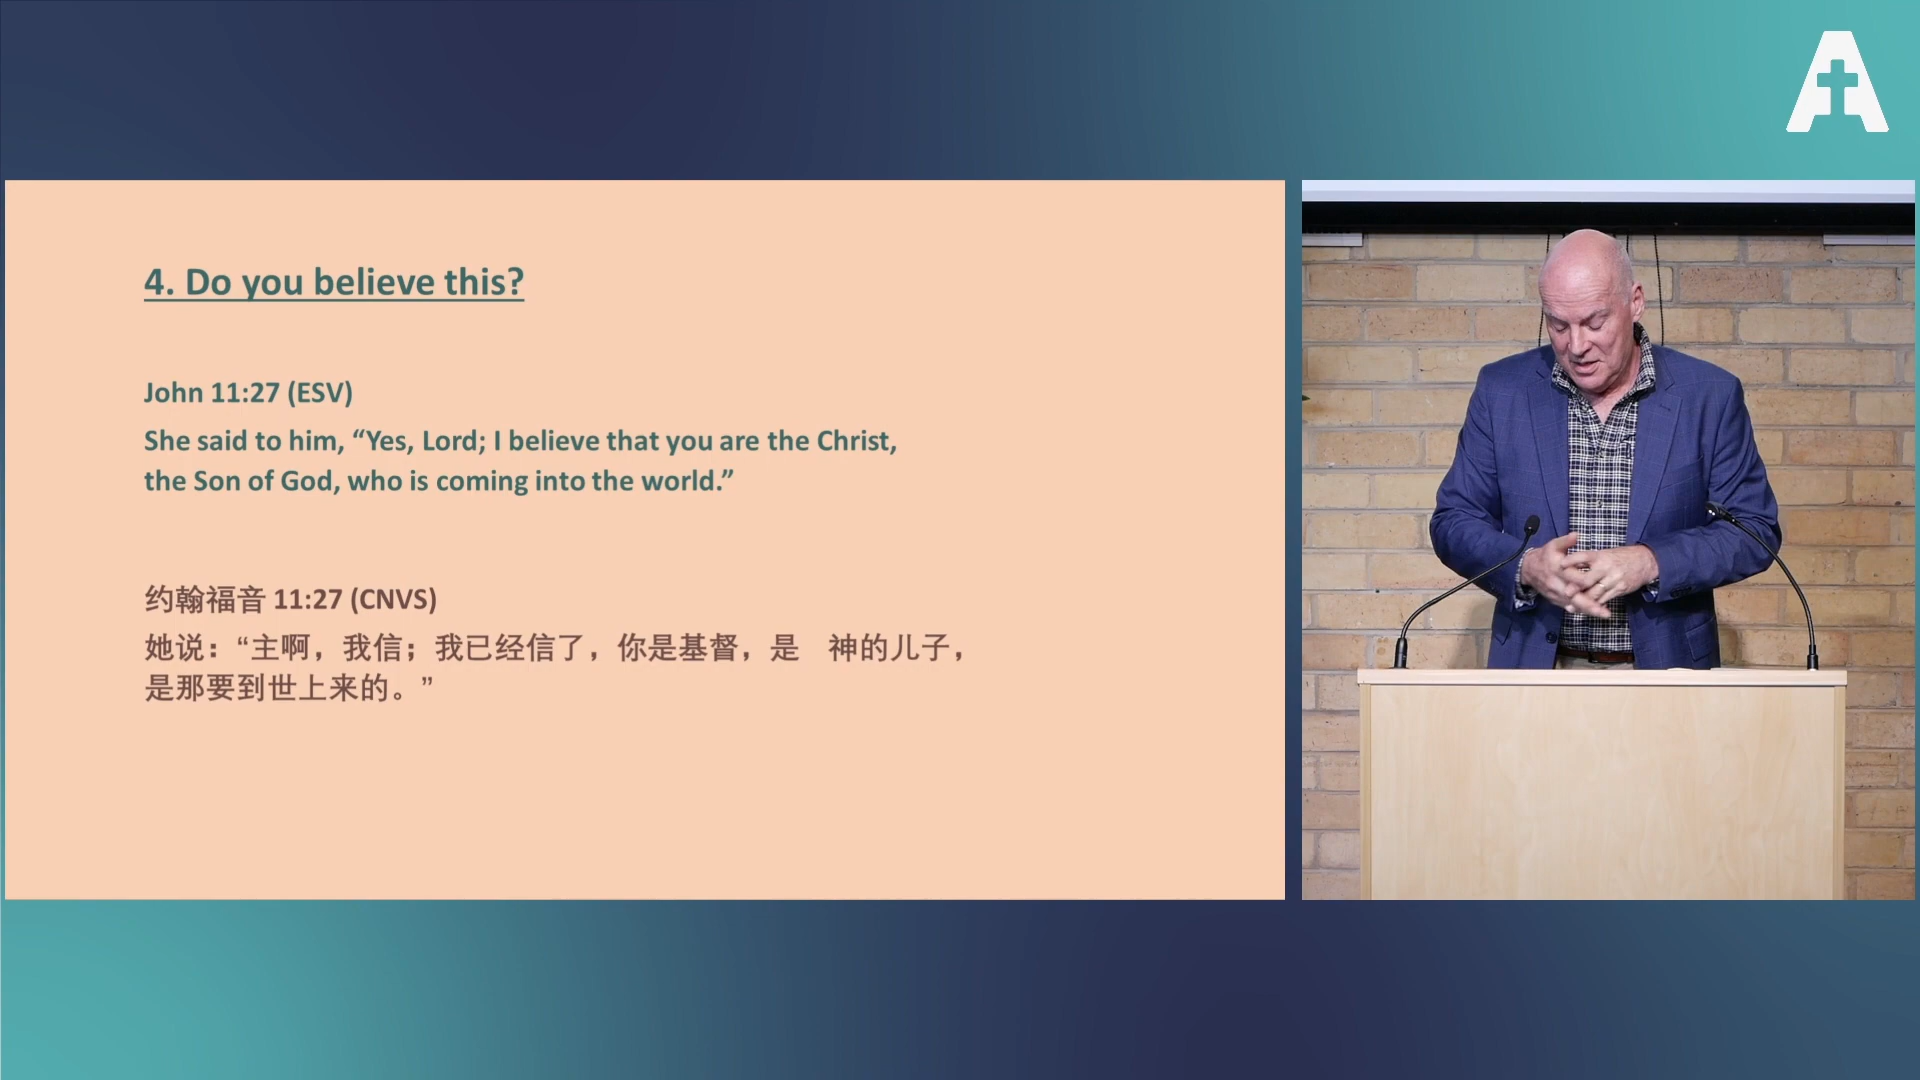 4. Do you believe this?
John 11:27 (ESV)
She said to him, “Yes, Lord; I believe that you are the Christ,
the Son of God, who is coming into the world.”
约翰福音 11:27 (CNVS)
她说：“主啊，我信；我已经信了，你是基督，是　神的儿子，
是那要到世上来的。”